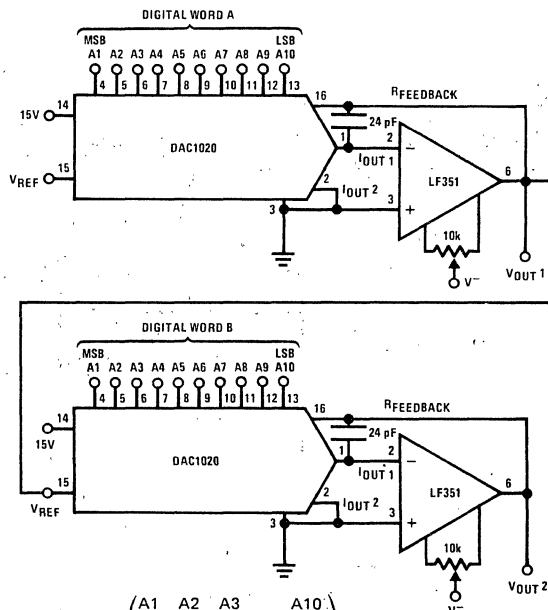 DIGITAL WORD A
MSB LSB
A1 A2 A3 A4 A5 A6 A7 A8 A9 A10
4 5 6 7 8 9 10 11 12 13
16 RFEEDBACK
14
15V
24 pF
1 2 −
IOUT 1
DAC1020
LF351
6
15
VREF
IOUT 2
2
3
3 +
10k
V−
VOUT 1
DIGITAL WORD B
MSB LSB
A1 A2 A3 A4 A5 A6 A7 A8 A9 A10
4 5 6 7 8 9 10 11 12 13
16 RFEEDBACK
14
15V
24 pF
1 2 −
IOUT 1
DAC1020
LF351
6
15
VREF
IOUT 2
2
3
3 +
10k
V−
VOUT 2
(A1 A2 A3 A10)